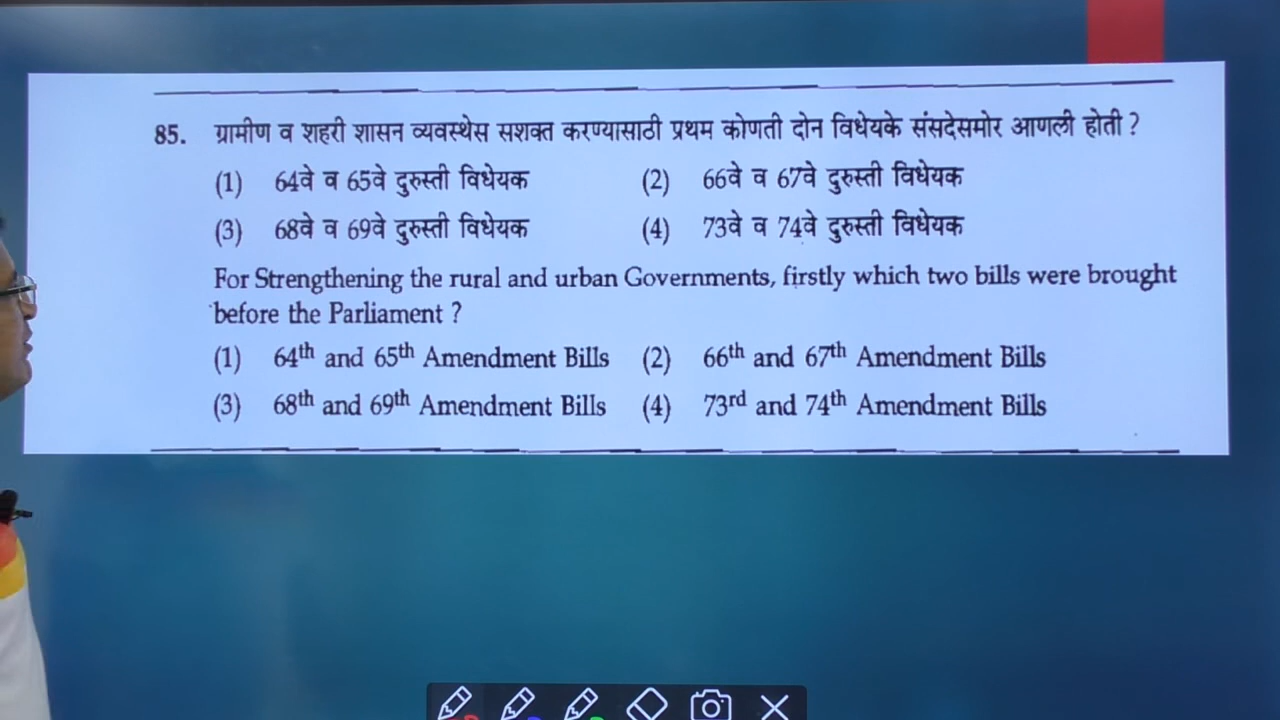 85. ग्रामीण व शहरी शासन व्यवस्थेस सशक्त करण्यासाठी प्रथम कोणती दोन विधेयके संसदेसमोर आणली होती ?
(1) 64वे व 65वे दुरुस्ती विधेयक (2) 66वे व 67वे दुरुस्ती विधेयक
(3) 68वे व 69वे दुरुस्ती विधेयक (4) 73वे व 74वे दुरुस्ती विधेयक
For Strengthening the rural and urban Governments, firstly which two bills were brought
before the Parliament ?
(1) 64th and 65th Amendment Bills (2) 66th and 67th Amendment Bills
(3) 68th and 69th Amendment Bills (4) 73rd and 74th Amendment Bills